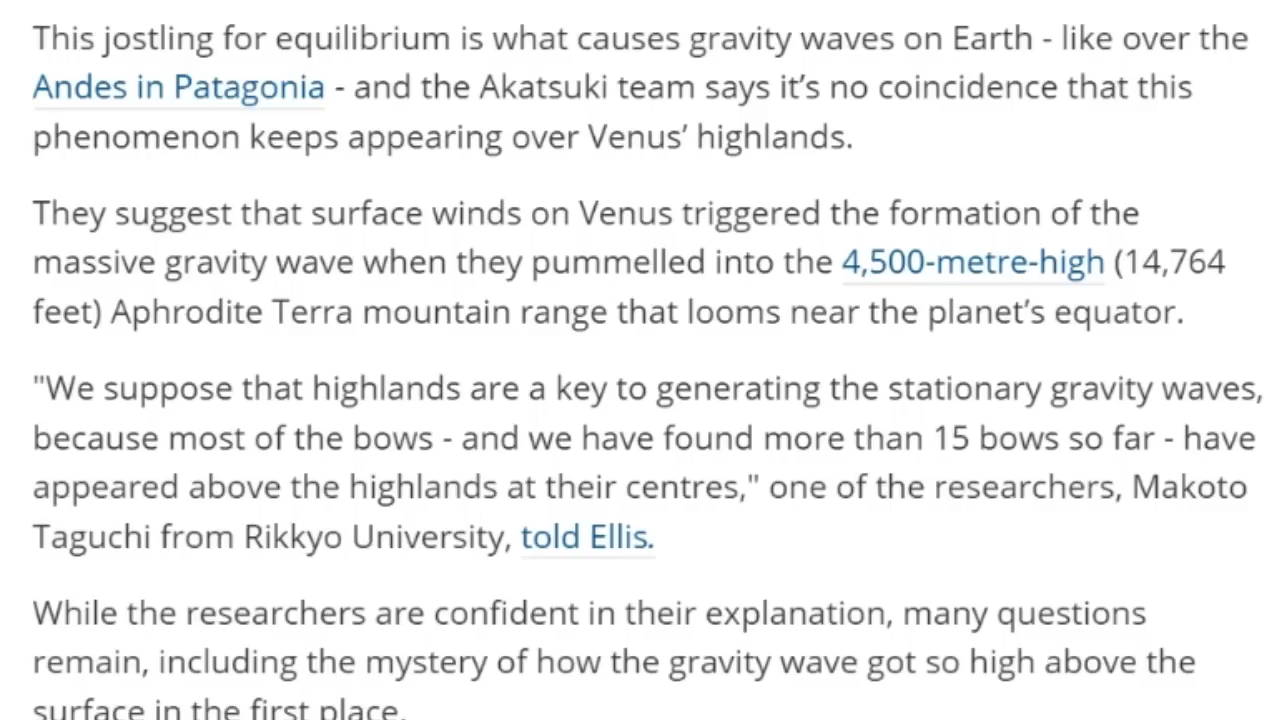 This jostling for equilibrium is what causes gravity waves on Earth - like over the
Andes in Patagonia - and the Akatsuki team says it’s no coincidence that this
phenomenon keeps appearing over Venus’ highlands.
They suggest that surface winds on Venus triggered the formation of the
massive gravity wave when they pummelled into the 4,500-metre-high (14,764
feet) Aphrodite Terra mountain range that looms near the planet’s equator.
"We suppose that highlands are a key to generating the stationary gravity waves,
because most of the bows - and we have found more than 15 bows so far - have
appeared above the highlands at their centres," one of the researchers, Makoto
Taguchi from Rikkyo University, told Ellis.
While the researchers are confident in their explanation, many questions
remain, including the mystery of how the gravity wave got so high above the
surface in the first place.